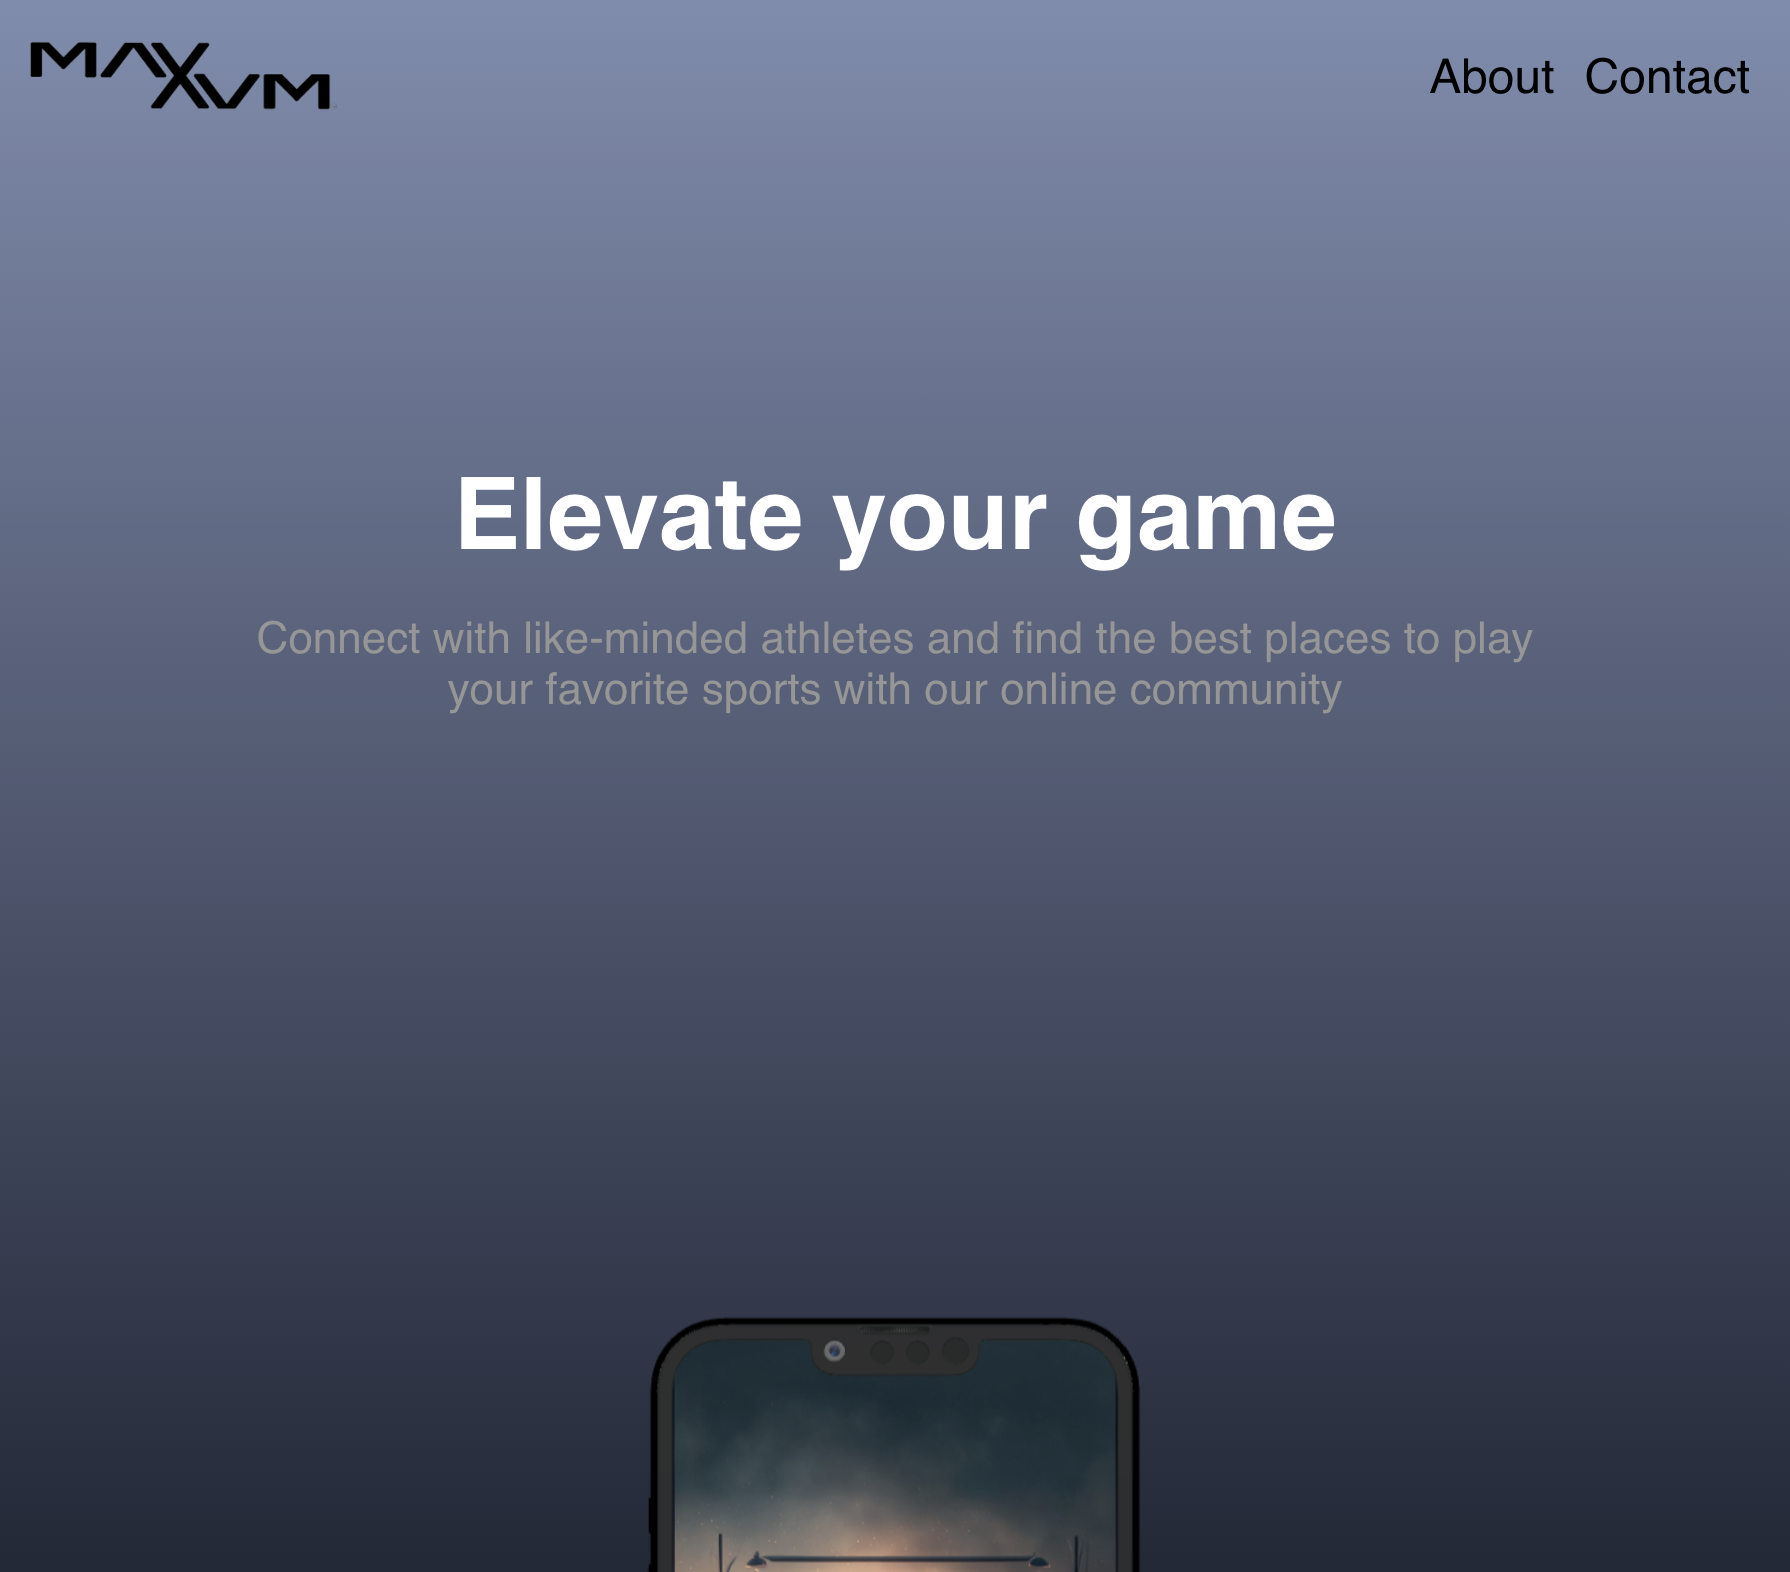 MAXVM
About Contact
Elevate your game
Connect with like-minded athletes and find the best places to play
your favorite sports with our online community